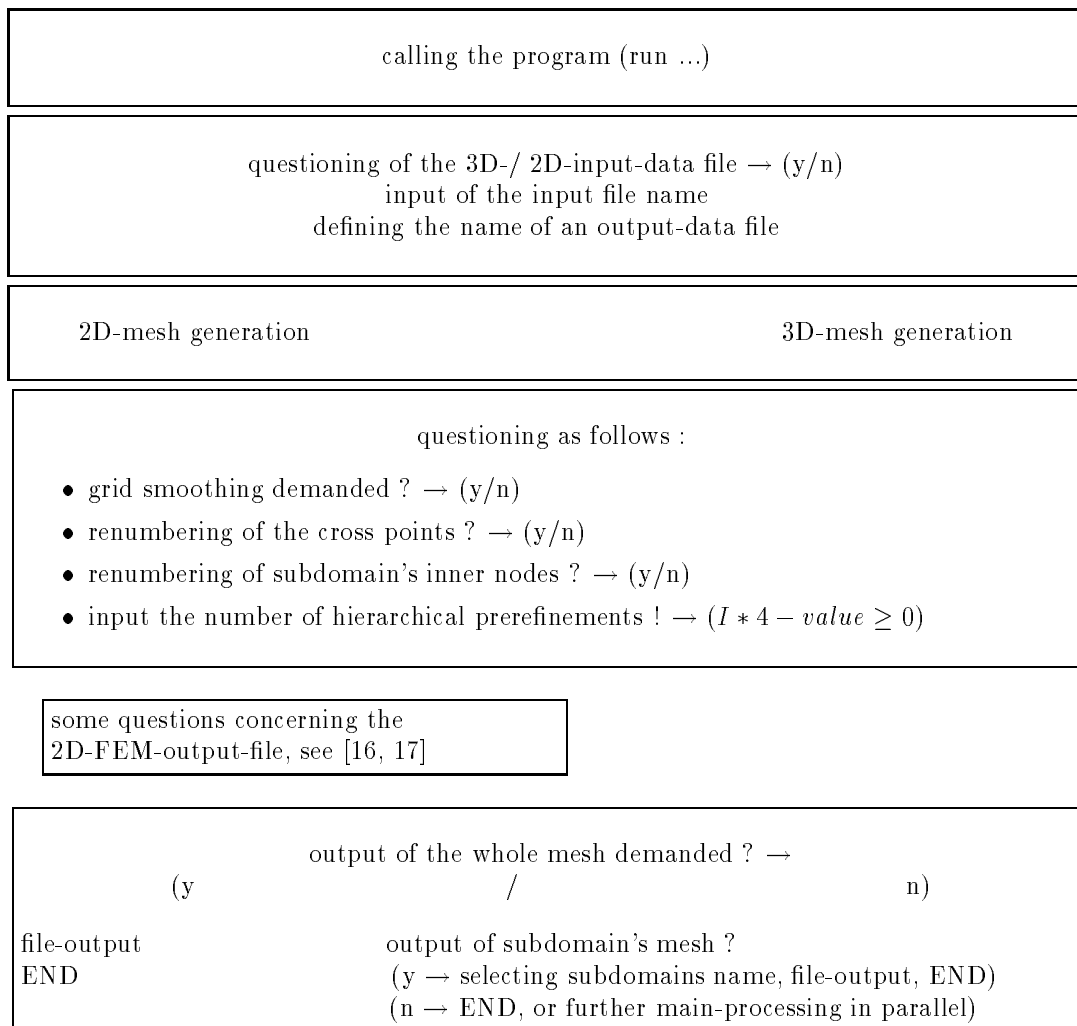 calling the program (run ...)
questioning of the 3D-/ 2D-input-data file → (y/n)
input of the input file name
defining the name of an output-data file
2D-mesh generation 3D-mesh generation
questioning as follows :
• grid smoothing demanded ? → (y/n)
• renumbering of the cross points ? → (y/n)
• renumbering of subdomain's inner nodes ? → (y/n)
• input the number of hierarchical prerefinements ! → (I * 4 − value ≥ 0)
some questions concerning the
2D-FEM-output-file, see [16, 17]
output of the whole mesh demanded ? →
(y / n)
file-output output of subdomain's mesh ?
END (y → selecting subdomains name, file-output, END)
(n → END, or further main-processing in parallel)